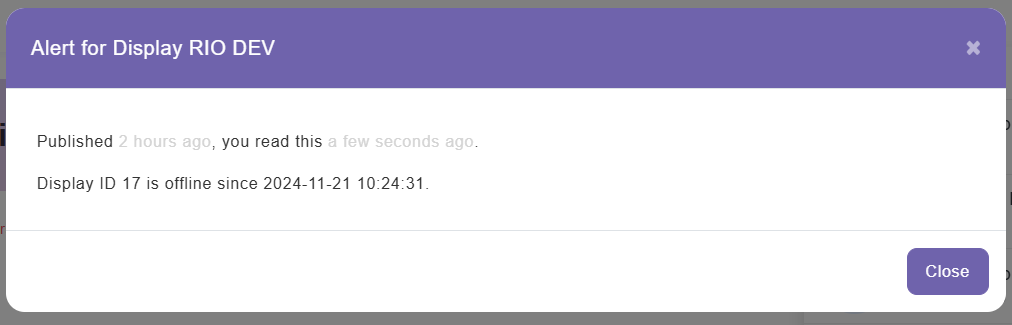 Alert for Display RIO DEV
✖
Published 2 hours ago, you read this a few seconds ago.
Display ID 17 is offline since 2024-11-21 10:24:31.
Close